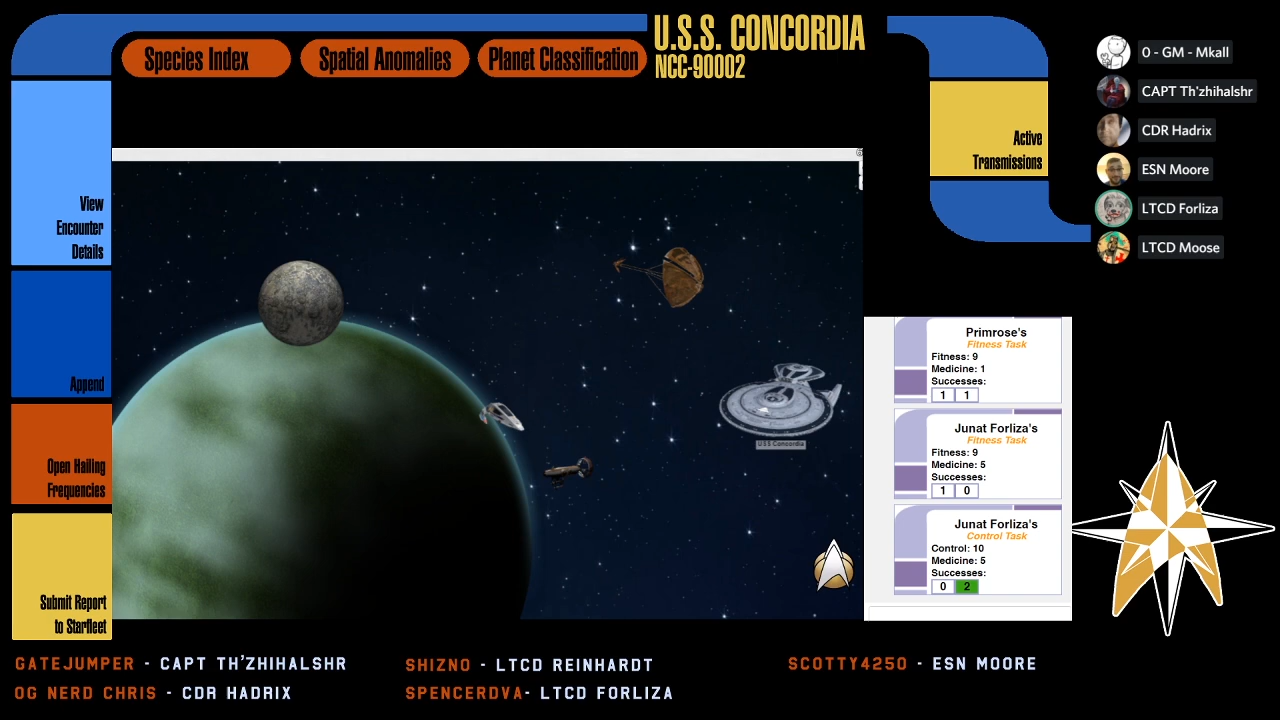 Species Index
Spatial Anomalies
Planet Classification
U.S.S. CONCORDIA
NCC-90002
View
Encounter
Details
Append
Open Hailing
Frequencies
Submit Report
to Starfleet
Active
Transmissions
0 - GM - Mkall
CAPT Th'zhihalshr
CDR Hadrix
ESN Moore
LTCD Forliza
LTCD Moose
USS Concordia
Primrose's
Fitness Task
Fitness: 9
Medicine: 1
Successes:
1 1
Junat Forliza's
Fitness Task
Fitness: 9
Medicine: 5
Successes:
1 0
Junat Forliza's
Control Task
Control: 10
Medicine: 5
Successes:
0 2
GATEJUMPER - CAPT TH'ZHIHALSHR
OG NERD CHRIS - CDR HADRIX
SHIZNO - LTCD REINHARDT
SPENCERDVA- LTCD FORLIZA
SCOTTY4250 - ESN MOORE